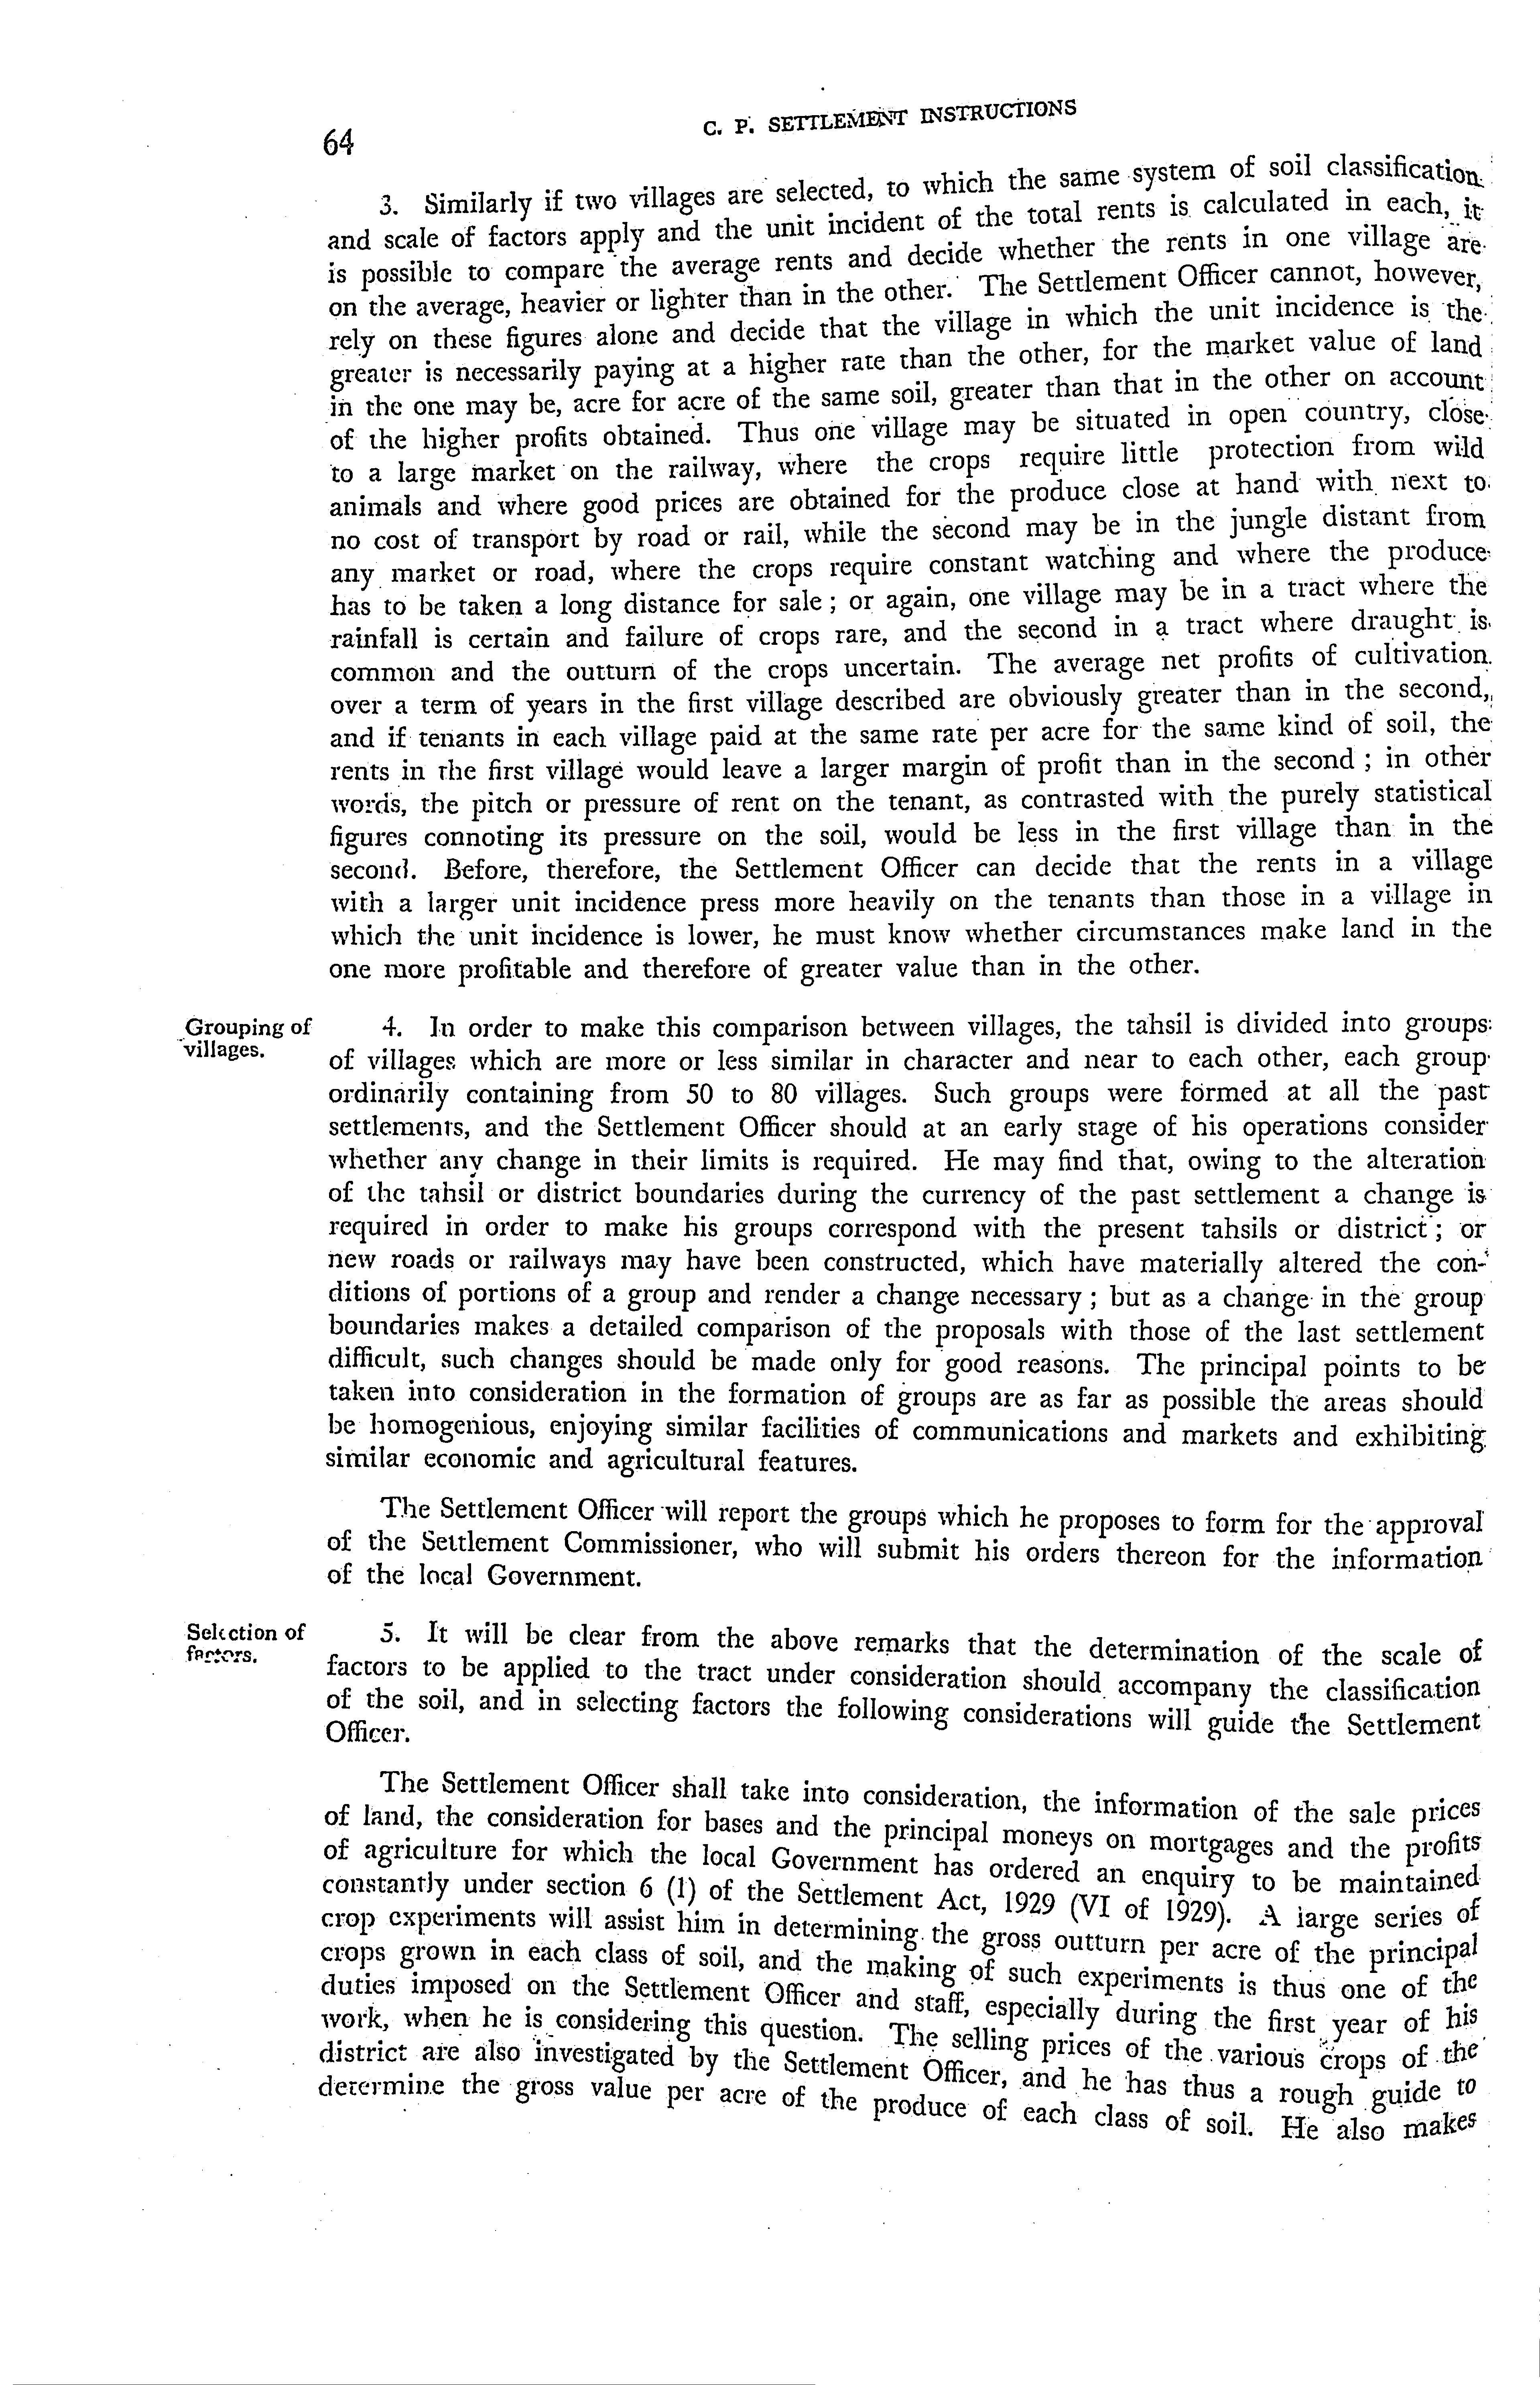 64
C. P. SETTLEMENT INSTRUCTIONS
3. Similarly if two villages are selected, to which the same system of soil classification
and scale of factors apply and the unit incident of the total rents is calculated in each, it
is possible to compare the average rents and decide whether the rents in one village are
on the average, heavier or lighter than in the other. The Settlement Officer cannot, however,
rely on these figures alone and decide that the village in which the unit incidence is the
greater is necessarily paying at a higher rate than the other, for the market value of land
in the one may be, acre for acre of the same soil, greater than that in the other on account
of the higher profits obtained. Thus one village may be situated in open country, close
to a large market on the railway, where the crops require little protection from wild
animals and where good prices are obtained for the produce close at hand with next to
no cost of transport by road or rail, while the second may be in the jungle distant from
any market or road, where the crops require constant watching and where the produce
has to be taken a long distance for sale ; or again, one village may be in a tract where the
rainfall is certain and failure of crops rare, and the second in a tract where draught is
common and the outturn of the crops uncertain. The average net profits of cultivation
over a term of years in the first village described are obviously greater than in the second,
and if tenants in each village paid at the same rate per acre for the same kind of soil, the
rents in the first village would leave a larger margin of profit than in the second ; in other
words, the pitch or pressure of rent on the tenant, as contrasted with the purely statistical
figures connoting its pressure on the soil, would be less in the first village than in the
second. Before, therefore, the Settlement Officer can decide that the rents in a village
with a larger unit incidence press more heavily on the tenants than those in a village in
which the unit incidence is lower, he must know whether circumstances make land in the
one more profitable and therefore of greater value than in the other.
Grouping of
villages.
4. In order to make this comparison between villages, the tahsil is divided into groups
of villages which are more or less similar in character and near to each other, each group
ordinarily containing from 50 to 80 villages. Such groups were formed at all the past
settlements, and the Settlement Officer should at an early stage of his operations consider
whether any change in their limits is required. He may find that, owing to the alteration
of the tahsil or district boundaries during the currency of the past settlement a change is
required in order to make his groups correspond with the present tahsils or district ; or
new roads or railways may have been constructed, which have materially altered the con-
ditions of portions of a group and render a change necessary ; but as a change in the group
boundaries makes a detailed comparison of the proposals with those of the last settlement
difficult, such changes should be made only for good reasons. The principal points to be
taken into consideration in the formation of groups are as far as possible the areas should
be homogenious, enjoying similar facilities of communications and markets and exhibiting
similar economic and agricultural features.
The Settlement Officer will report the groups which he proposes to form for the approval
of the Settlement Commissioner, who will submit his orders thereon for the information
of the local Government.
Selection of
factors.
5. It will be clear from the above remarks that the determination of the scale of
factors to be applied to the tract under consideration should accompany the classification
of the soil, and in selecting factors the following considerations will guide the Settlement
Officer.
The Settlement Officer shall take into consideration, the information of the sale prices
of land, the consideration for bases and the principal moneys on mortgages and the profits
of agriculture for which the local Government has ordered an enquiry to be maintained
constantly under section 6 (1) of the Settlement Act, 1929 (VI of 1929). A large series of
crop experiments will assist him in determining the gross outturn per acre of the principal
crops grown in each class of soil, and the making of such experiments is thus one of the
duties imposed on the Settlement Officer and staff, especially during the first year of his
work, when he is considering this question. The selling prices of the various crops of the
district are also investigated by the Settlement Officer, and he has thus a rough guide to
determine the gross value per acre of the produce of each class of soil. He also makes